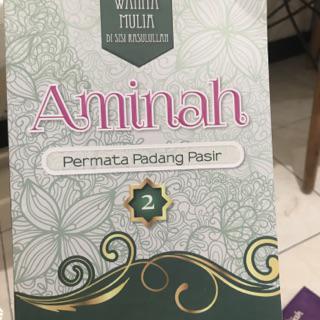 WANITA
MULIA
DI SISI RASULULLAH
Aminah
Permata Padang Pasir
2